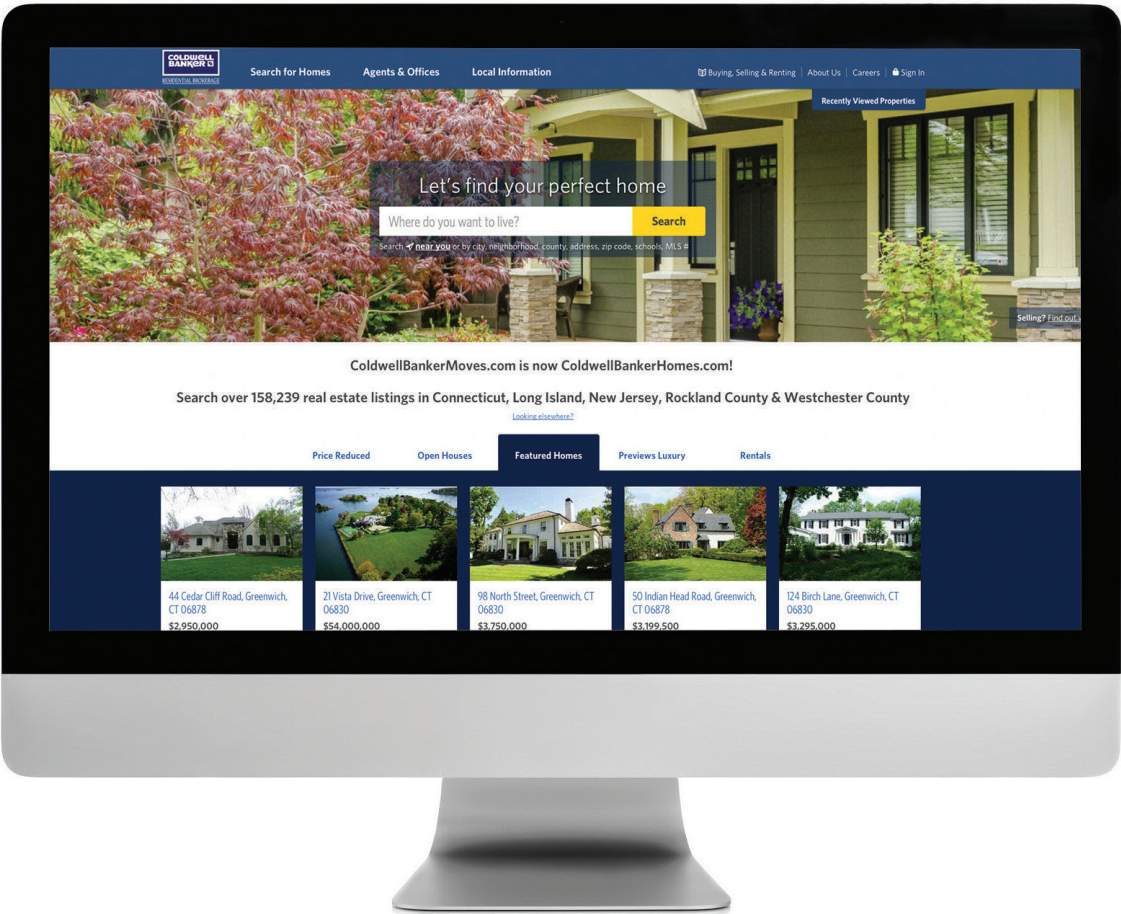 COLDWELL
BANKER
RESIDENTIAL BROKERAGE
Search for Homes Agents & Offices Local Information
Buying, Selling & Renting | About Us | Careers | Sign In
Recently Viewed Properties
Let's find your perfect home
Where do you want to live? Search
Search near you or by city, neighborhood, county, address, zip code, schools, MLS #
Selling? Find out
ColdwellBankerMoves.com is now ColdwellBankerHomes.com!
Search over 158,239 real estate listings in Connecticut, Long Island, New Jersey, Rockland County & Westchester County
Looking elsewhere?
Price Reduced Open Houses Featured Homes Previews Luxury Rentals
44 Cedar Cliff Road, Greenwich,
CT 06878
$2,950,000
21 Vista Drive, Greenwich, CT
06830
$54,000,000
98 North Street, Greenwich, CT
06830
$3,750,000
50 Indian Head Road, Greenwich,
CT 06878
$3,199,500
124 Birch Lane, Greenwich, CT
06830
$3,295,000